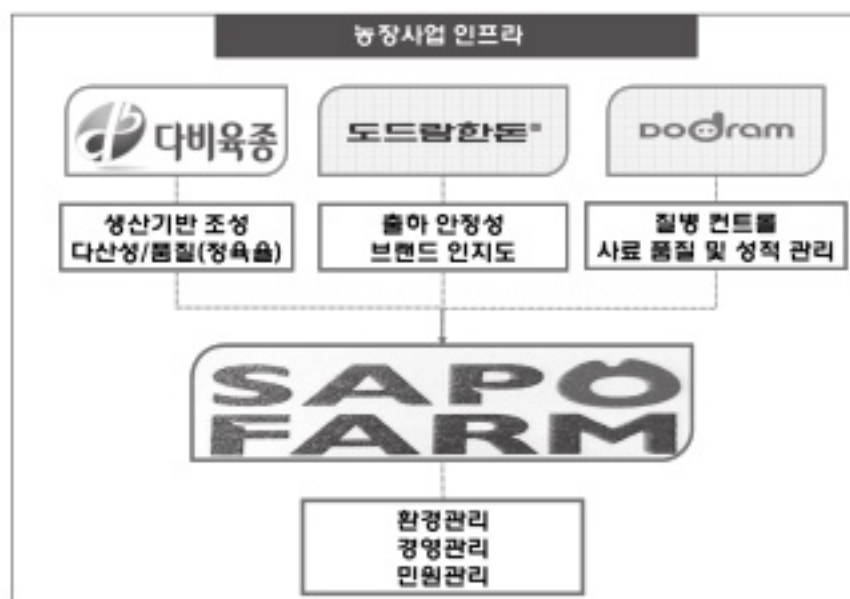 농장사업 인프라
다비육종
도드람한돈
DoDram
생산기반 조성
다산성/품질(정육율)
출하 안정성
브랜드 인지도
질병 컨트롤
사료 품질 및 성적 관리
SAPO
FARM
환경관리
경영관리
민원관리